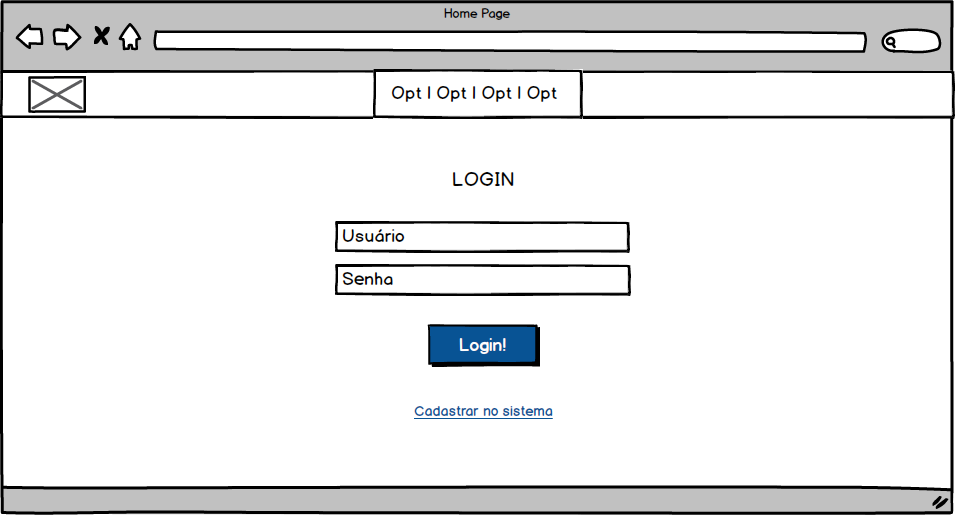 Home Page
Opt | Opt | Opt | Opt
LOGIN
Usuário
Senha
Login!
Cadastrar no sistema